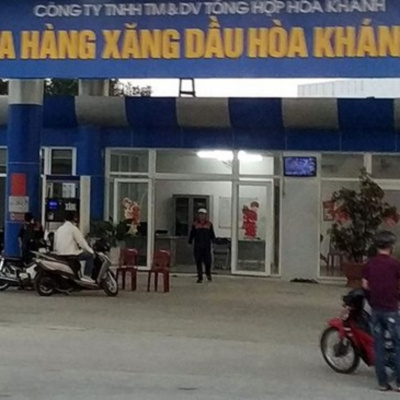 CÔNG TY TNHH TM & DV TỔNG HỢP HÒA KHÁNH
A HÀNG XĂNG DẦU HÒA KHÁN